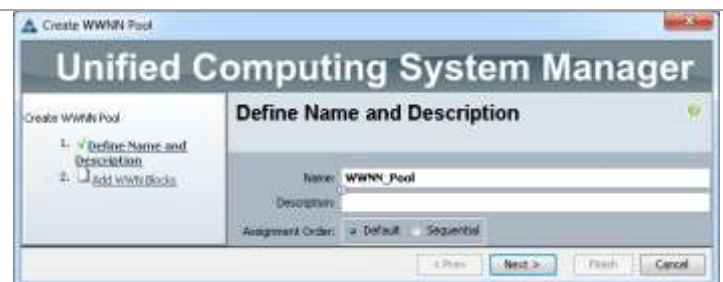 Create WWNN Pool
Unified Computing System Manager
Create WWNN Pool
1. √ Define Name and
Description
2. Add WWN Blocks
Define Name and Description
Name: WWNN_Pool
Description:
Assignment Order: Default Sequential
< Prev Next > Finish Cancel